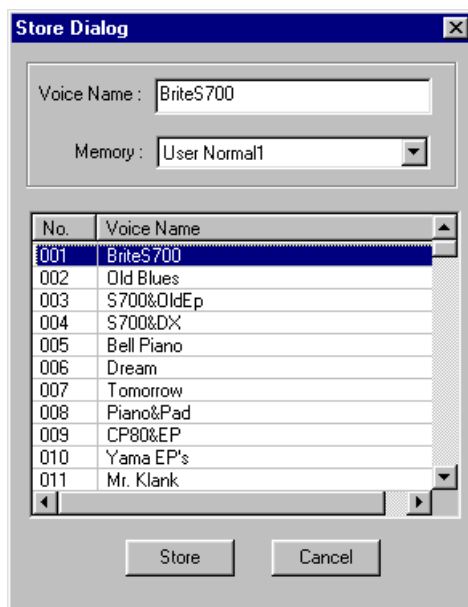 Store Dialog
Voice Name : BriteS700
Memory : User Normal1
No. Voice Name
001 BriteS700
002 Old Blues
003 S700&OldEp
004 S700&DX
005 Bell Piano
006 Dream
007 Tomorrow
008 Piano&Pad
009 CP80&EP
010 Yama EP's
011 Mr. Klank
Store Cancel